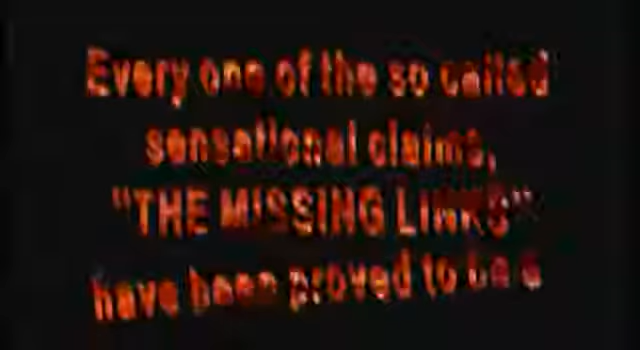 Every one of the so called
sensational claims,
"THE MISSING LINKS"
have been proved to be a